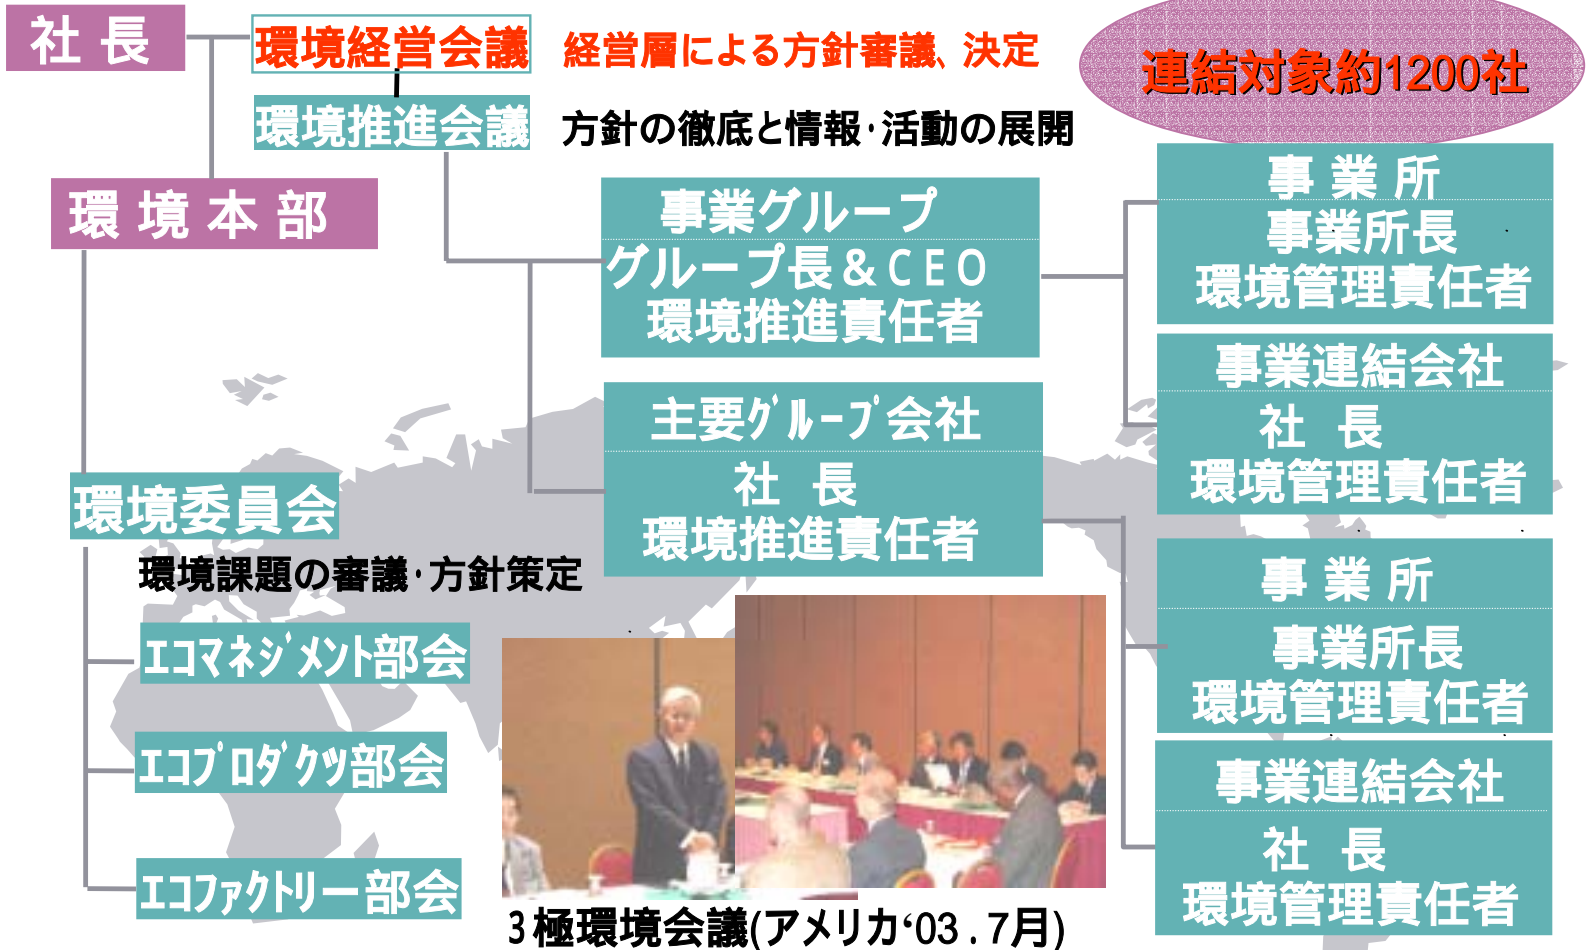 社 長
環境経営会議
経営層による方針審議、決定
連結対象約1200社
環境推進会議
方針の徹底と情報・活動の展開
環 境 本 部
事業グループ
グループ長＆ＣＥＯ
環境推進責任者
事 業 所
事業所長
環境管理責任者
事業連結会社
社 長
環境管理責任者
主要ｸﾞﾙｰﾌﾟ会社
社 長
環境推進責任者
環境委員会
環境課題の審議・方針策定
事 業 所
事業所長
環境管理責任者
ｴｺﾏﾈｼﾞﾒﾝﾄ部会
ｴｺﾌﾟﾛﾀﾞｸﾂ部会
ｴｺﾌｧｸﾄﾘｰ部会
事業連結会社
社 長
環境管理責任者
3極環境会議(アメリカ‘03．7月)